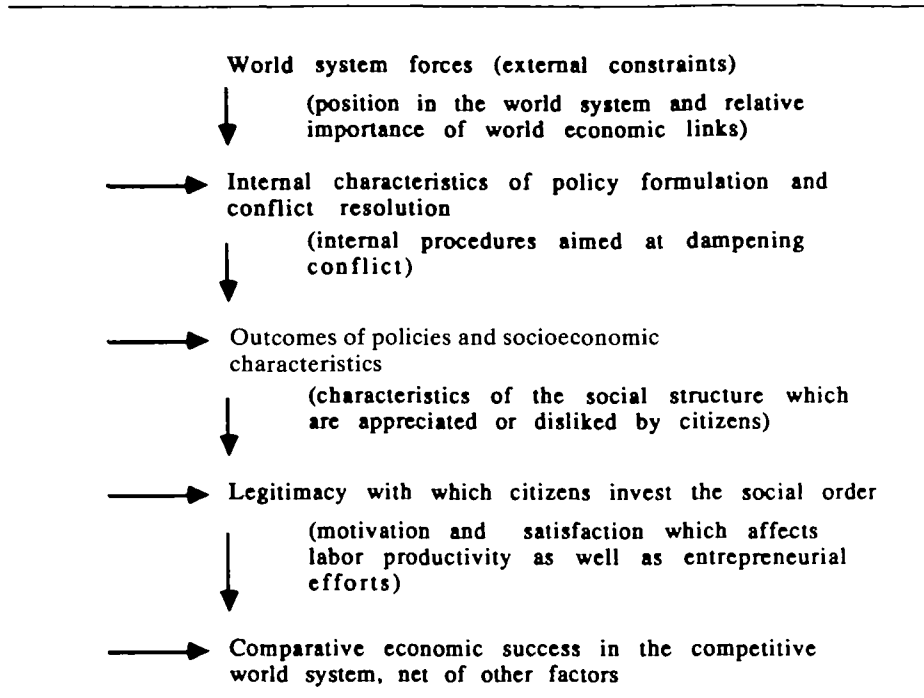 World system forces (external constraints)
(position in the world system and relative
importance of world economic links)
Internal characteristics of policy formulation and
conflict resolution
(internal procedures aimed at dampening
conflict)
Outcomes of policies and socioeconomic
characteristics
(characteristics of the social structure which
are appreciated or disliked by citizens)
Legitimacy with which citizens invest the social order
(motivation and satisfaction which affects
labor productivity as well as entrepreneurial
efforts)
Comparative economic success in the competitive
world system, net of other factors